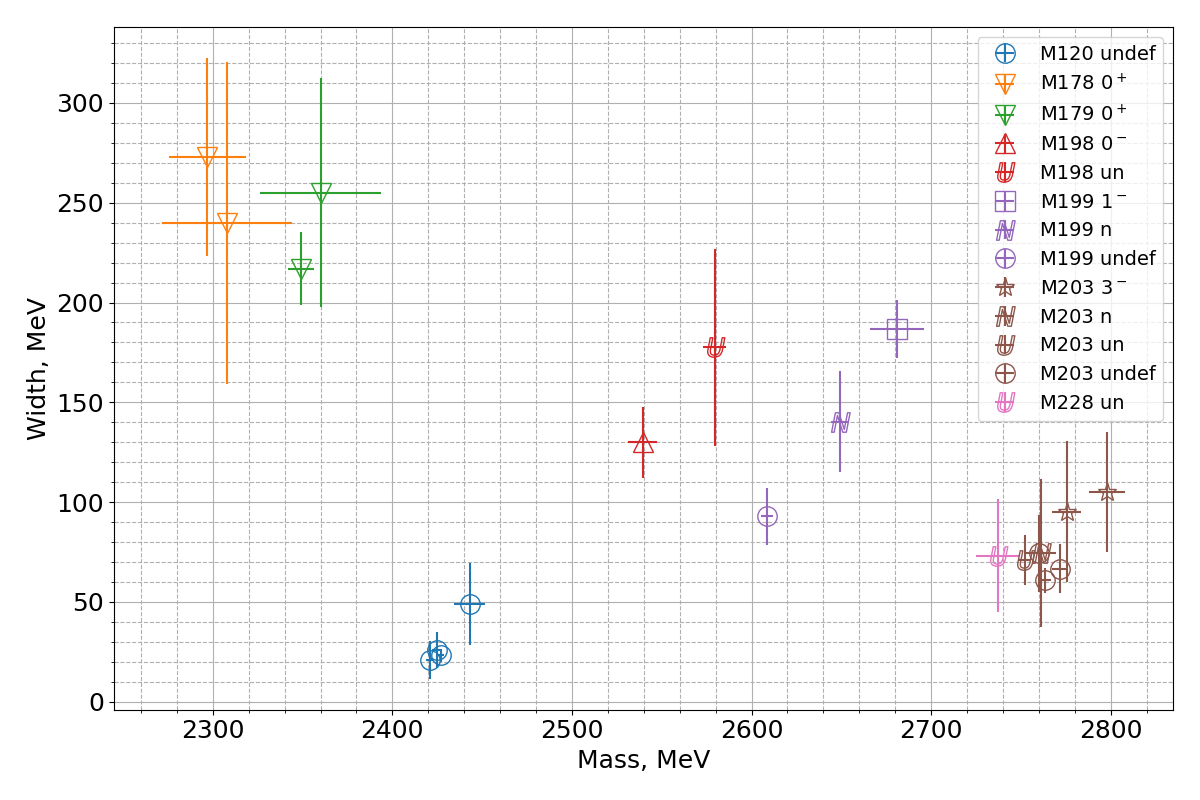 300
250
200
150
100
50
0
Width, MeV
2300 2400 2500 2600 2700 2800
Mass, MeV
M120 undef
M178 0⁺
M179 0⁺
M198 0⁻
M198 un
M199 1⁻
M199 n
M199 undef
M203 3⁻
M203 n
M203 un
M203 undef
M228 un